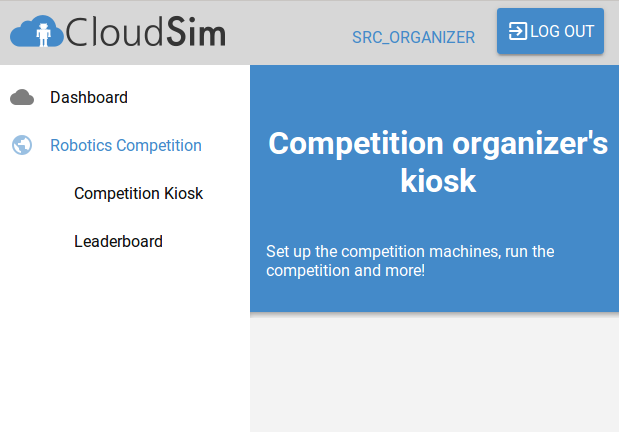 CloudSim
SRC_ORGANIZER
LOG OUT
Dashboard
Robotics Competition
Competition Kiosk
Leaderboard
Competition organizer's
kiosk
Set up the competition machines, run the
competition and more!